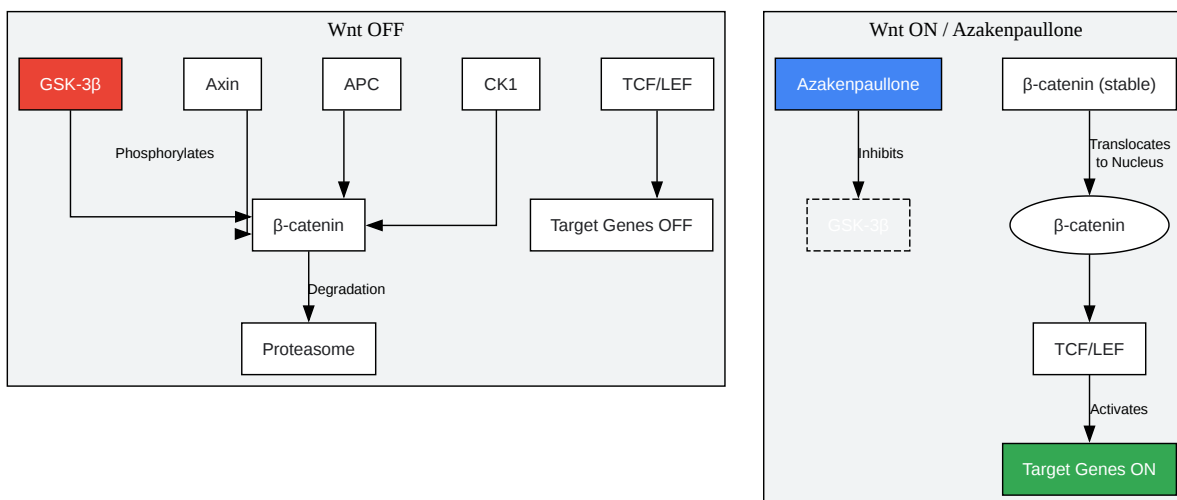 Wnt OFF
GSK-3β
Axin
APC
CK1
TCF/LEF
Phosphorylates
β-catenin
Target Genes OFF
Degradation
Proteasome
Wnt ON / Azakenpaullone
Azakenpaullone
β-catenin (stable)
Inhibits
Translocates
to Nucleus
GSK-3β
β-catenin
TCF/LEF
Activates
Target Genes ON